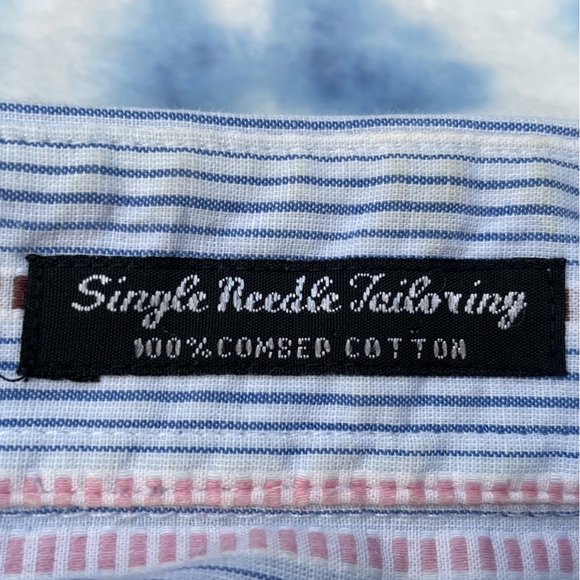 Single Needle Tailoring
100% COMBED COTTON